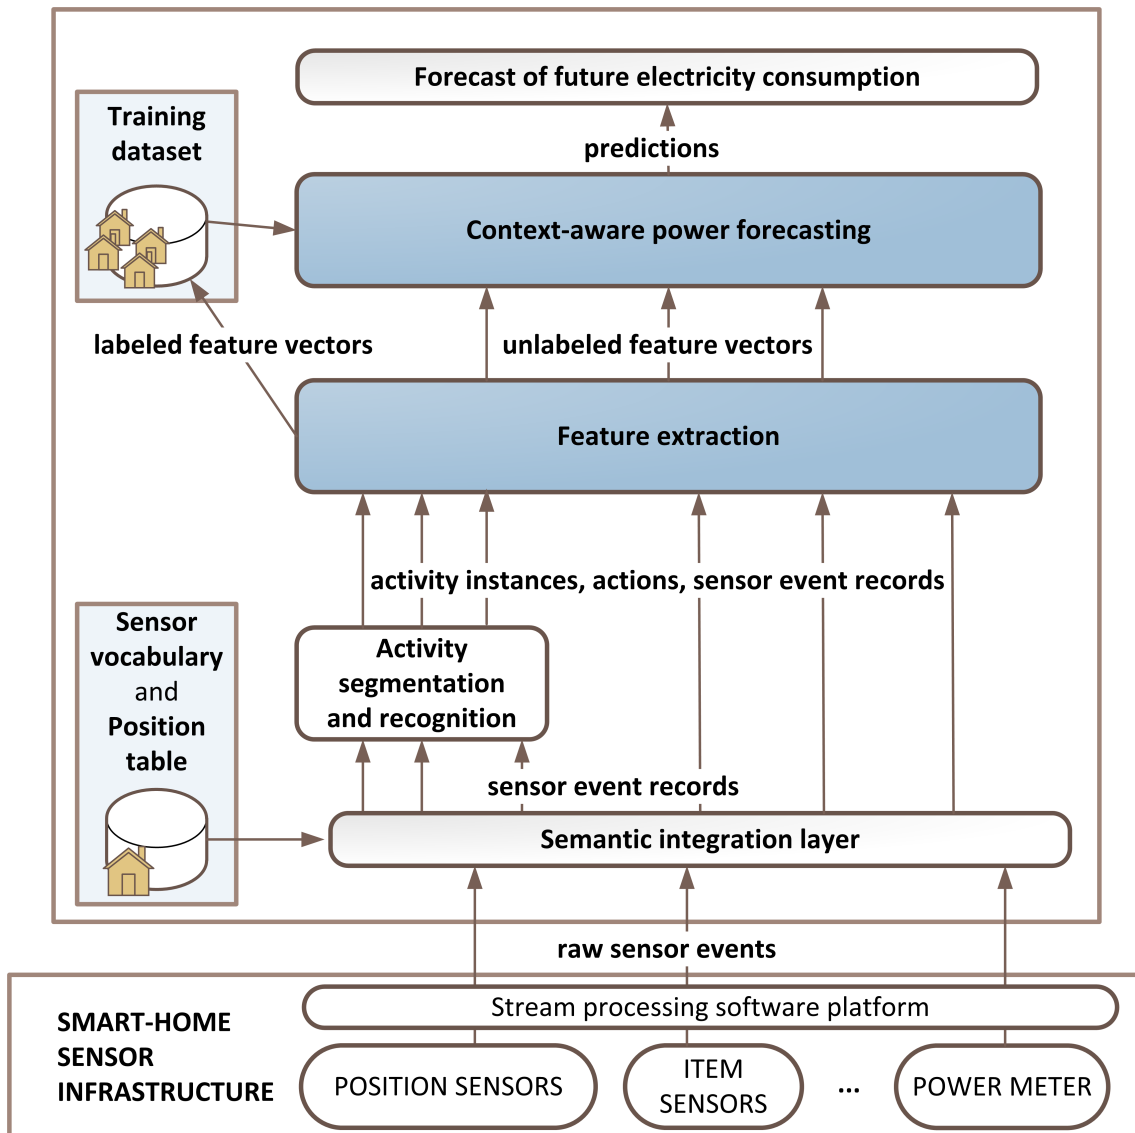 Forecast of future electricity consumption
Training
dataset
predictions
Context-aware power forecasting
labeled feature vectors
unlabeled feature vectors
Feature extraction
activity instances, actions, sensor event records
Sensor
vocabulary
and
Position
table
Activity
segmentation
and recognition
sensor event records
Semantic integration layer
raw sensor events
Stream processing software platform
SMART-HOME
SENSOR
INFRASTRUCTURE
POSITION SENSORS
ITEM
SENSORS
...
POWER METER